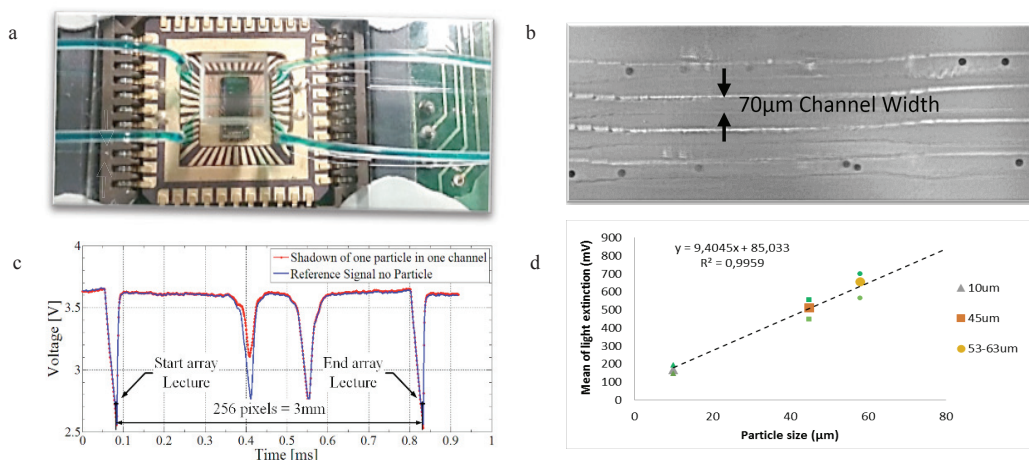 a
b
70µm Channel Width
c
Shadown of one particle in one channel
Reference Signal no Particle
Voltage [V]
4
3.5
3
2.5
Start array
Lecture
End array
Lecture
256 pixels = 3mm
0 0.1 0.2 0.3 0.4 0.5 0.6 0.7 0.8 0.9 1
Time [ms]
d
y = 9,4045x + 85,033
R² = 0,9959
Mean of light extinction (mV)
900
800
700
600
500
400
300
200
100
0
0 20 40 60 80
Particle size (µm)
10um
45um
53-63um